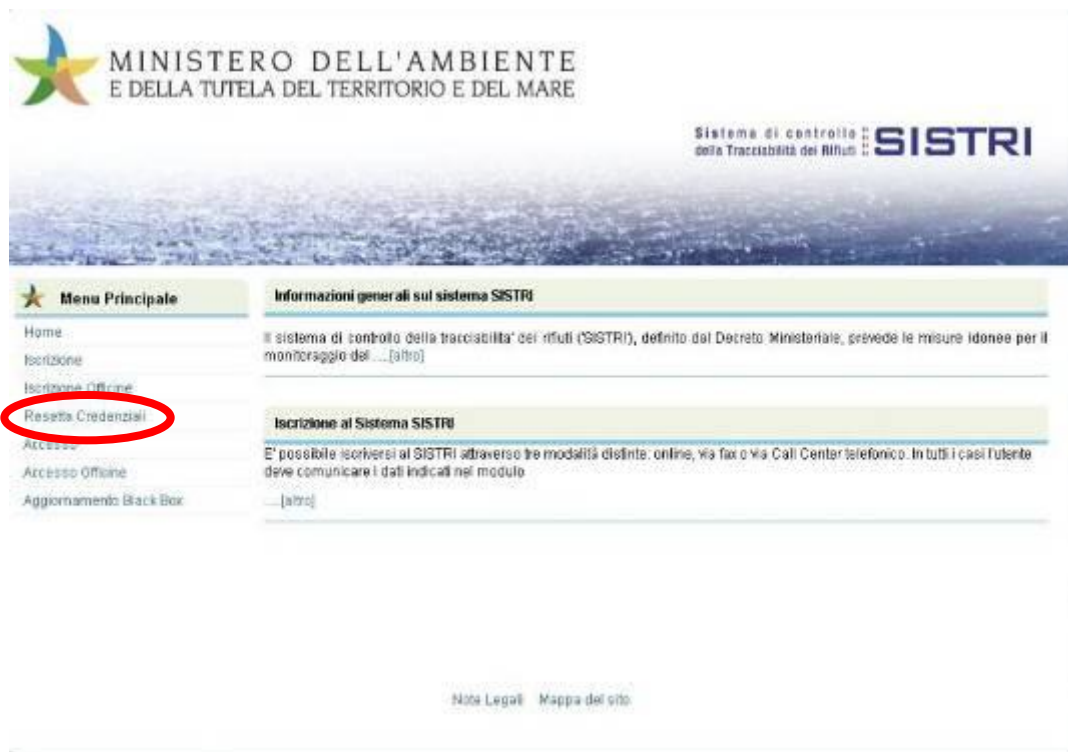 MINISTERO DELL'AMBIENTE
E DELLA TUTELA DEL TERRITORIO E DEL MARE
Sistema di controllo
della Tracciabilità dei Rifiuti
SISTRI
Menu Principale
Home
Iscrizione
Iscrizione Officine
Resetta Credenziali
Accesso
Accesso Officine
Aggiornamento Black Box
Informazioni generali sul sistema SISTRI
Il sistema di controllo della tracciabilita' dei rifiuti ('SISTRI'), definito dal Decreto Ministeriale, prevede le misure idonee per il
monitoraggio del ....[altro]
Iscrizione al Sistema SISTRI
E' possibile iscriversi al SISTRI attraverso tre modalità distinte: online, via fax o via Call Center telefonico. In tutti i casi l'utente
deve comunicare i dati indicati nel modulo
....[altro]
Note Legali Mappa del sito